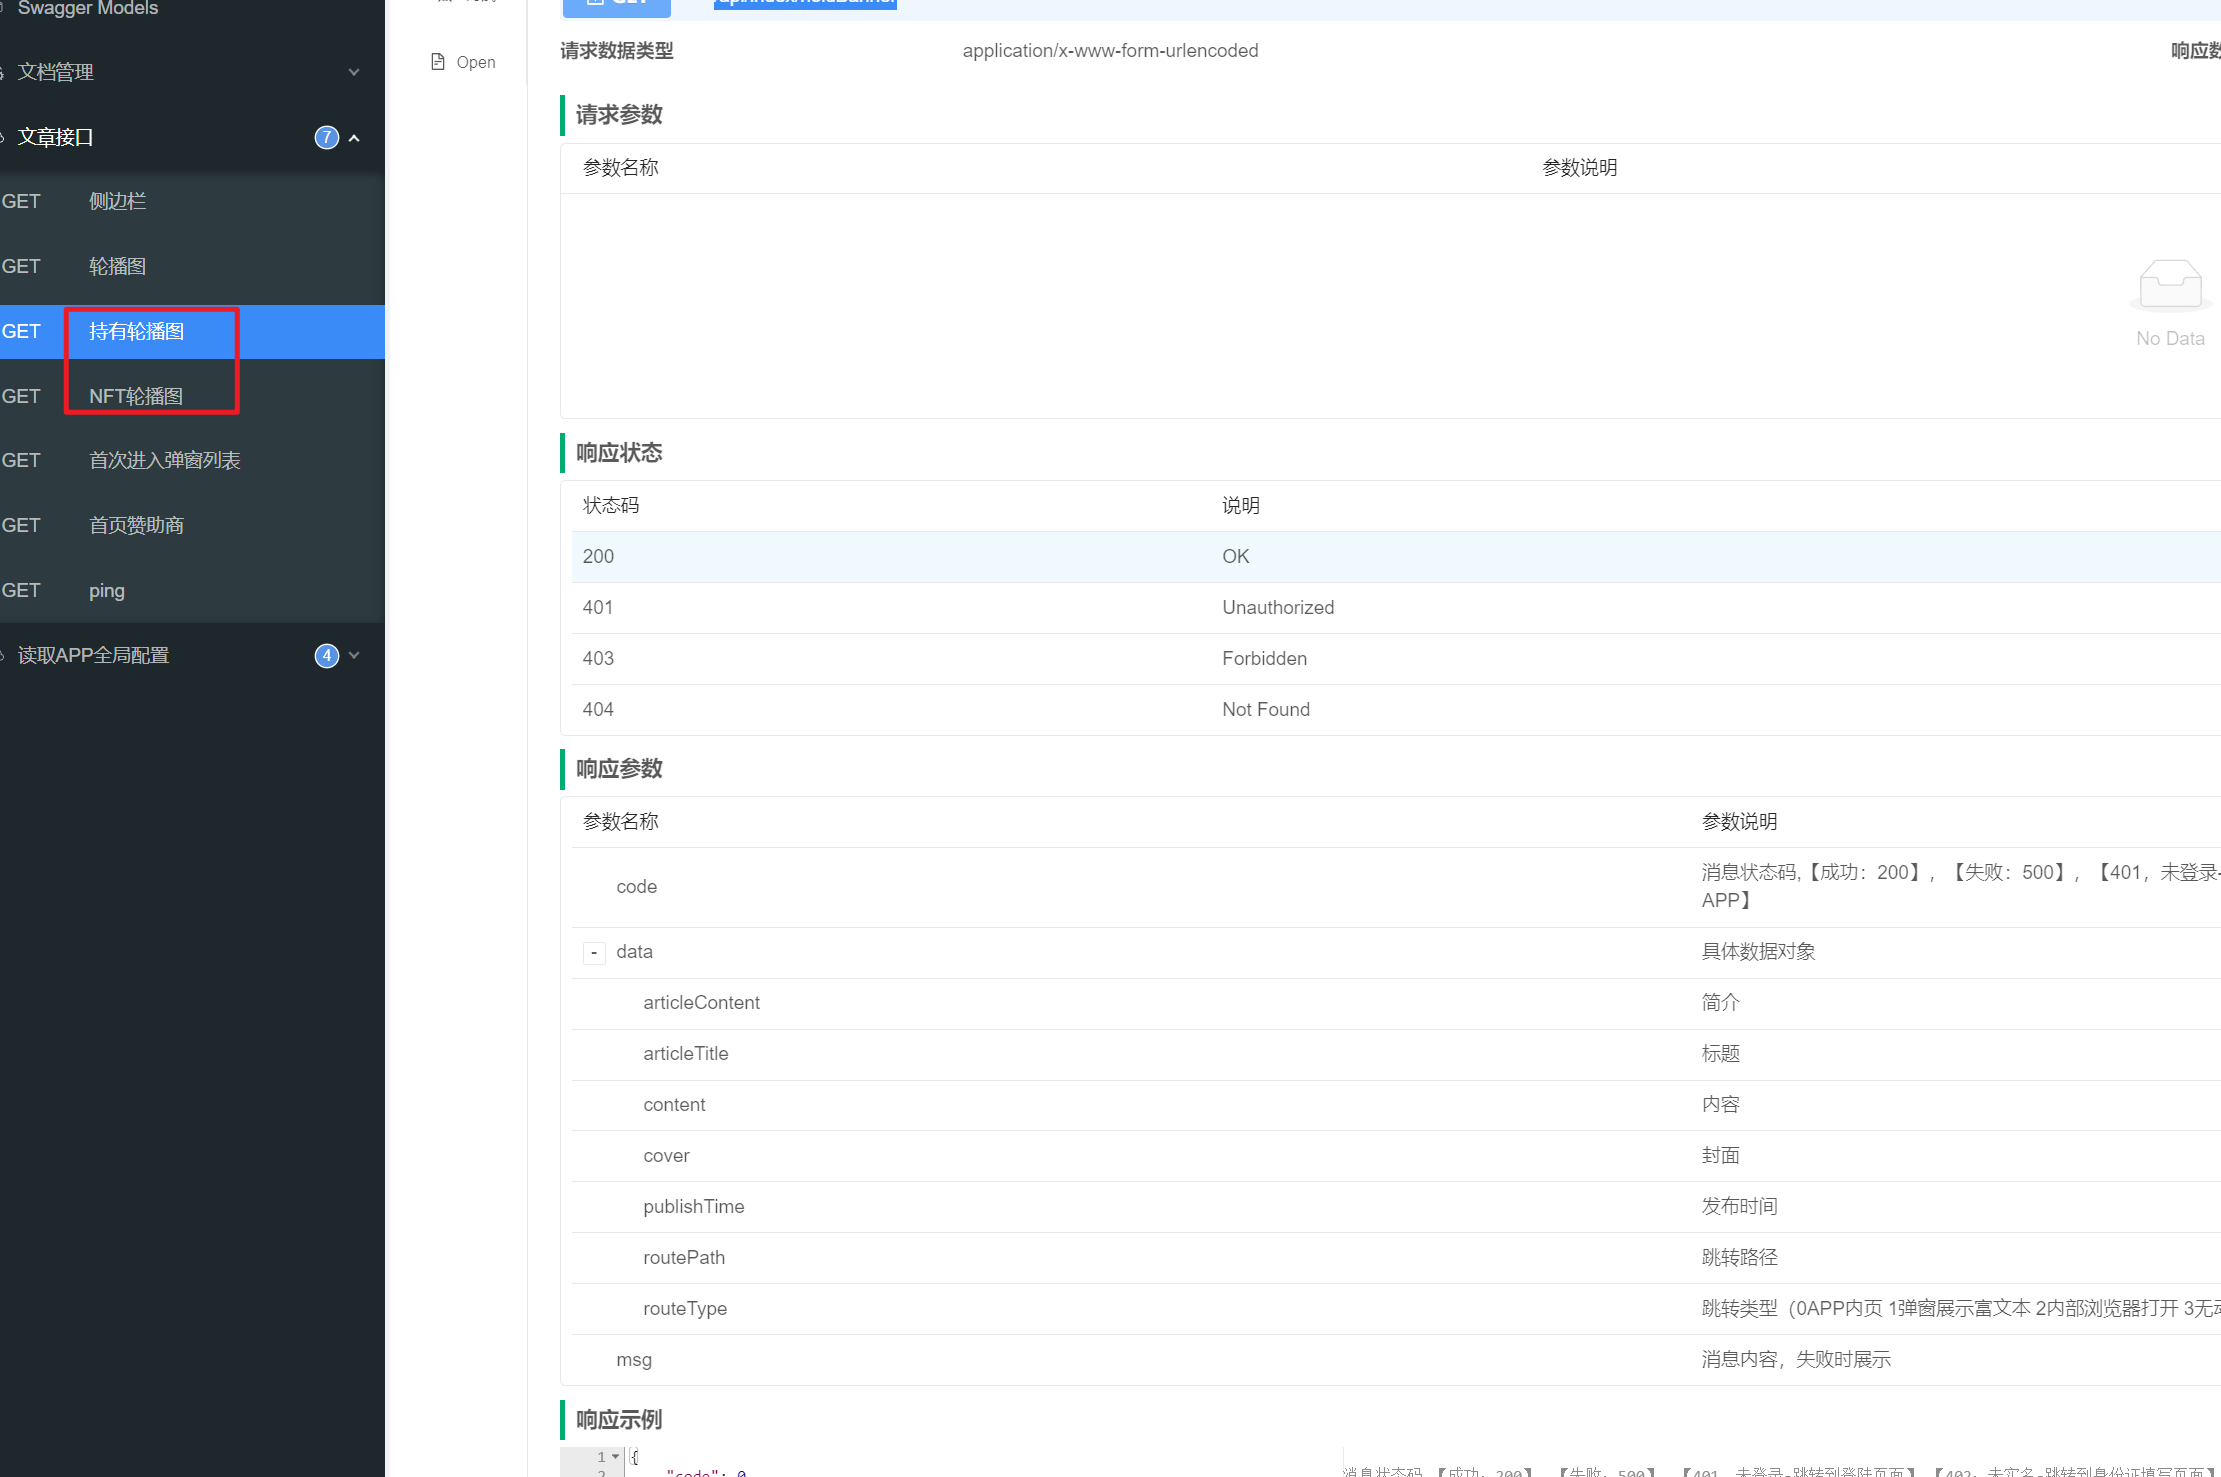 Swagger Models
文档管理
文章接口 7
GET 侧边栏
GET 轮播图
GET 持有轮播图
GET NFT轮播图
GET 首次进入弹窗列表
GET 首页赞助商
GET ping
读取APP全局配置 4
Open
GET
请求数据类型 application/x-www-form-urlencoded 响应数
请求参数
参数名称 参数说明
No Data
响应状态
状态码 说明
200 OK
401 Unauthorized
403 Forbidden
404 Not Found
响应参数
参数名称 参数说明
code 消息状态码,【成功：200】，【失败：500】，【401，未登录-
APP】
- data 具体数据对象
articleContent 简介
articleTitle 标题
content 内容
cover 封面
publishTime 发布时间
routePath 跳转路径
routeType 跳转类型（0APP内页 1弹窗展示富文本 2内部浏览器打开 3无
msg 消息内容，失败时展示
响应示例
1 {
2 "code": 0 消息状态码,【成功：200】，【失败：500】，【401，未登录-跳转到登陆页面】，【402，未实名-跳转到身份证填写页面】